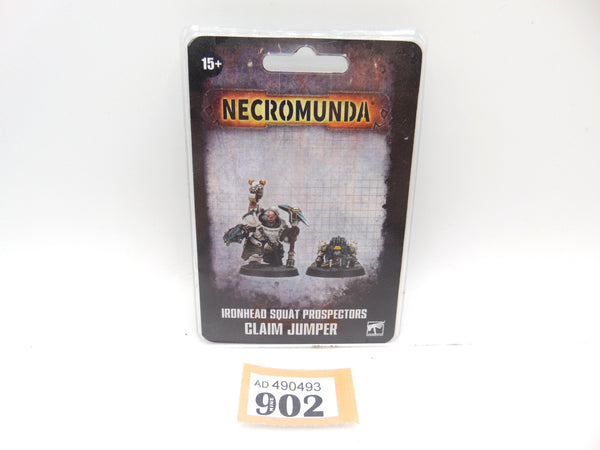 15+
NECROMUNDA
IRONHEAD SQUAT PROSPECTORS
CLAIM JUMPER
AD 490493
902